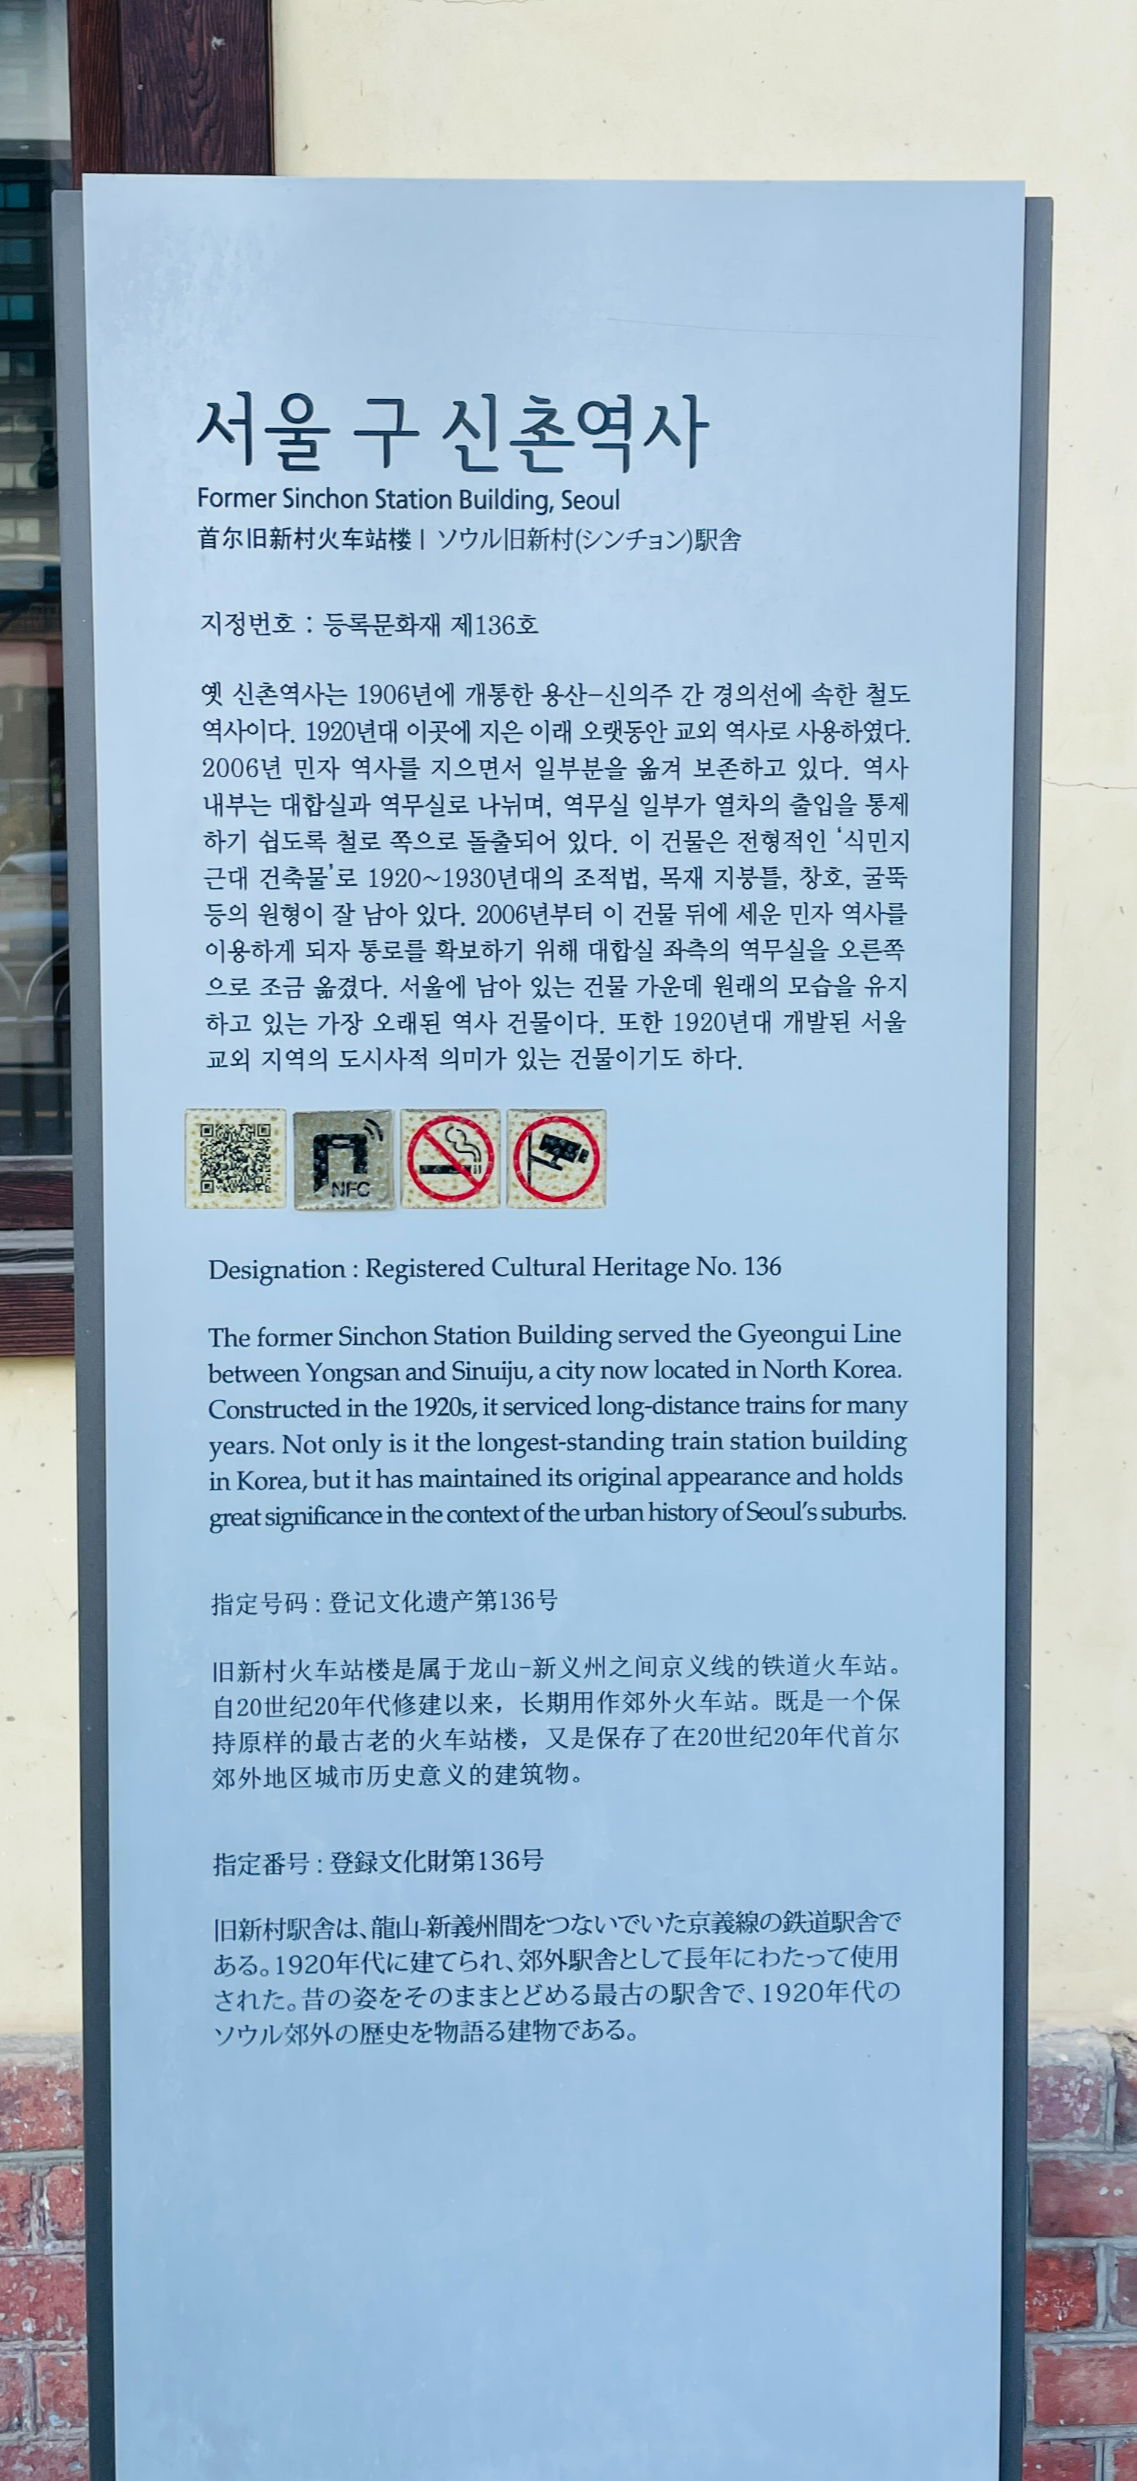 서울 구 신촌역사
Former Sinchon Station Building, Seoul
首尔旧新村火车站楼 | ソウル旧新村(シンチョン)駅舎
지정번호 : 등록문화재 제136호
옛 신촌역사는 1906년에 개통한 용산-신의주 간 경의선에 속한 철도
역사이다. 1920년대 이곳에 지은 이래 오랫동안 교외 역사로 사용하였다.
2006년 민자 역사를 지으면서 일부분을 옮겨 보존하고 있다. 역사
내부는 대합실과 역무실로 나뉘며, 역무실 일부가 열차의 출입을 통제
하기 쉽도록 철로 쪽으로 돌출되어 있다. 이 건물은 전형적인 ‘식민지
근대 건축물’로 1920~1930년대의 조적법, 목재 지붕틀, 창호, 굴뚝
등의 원형이 잘 남아 있다. 2006년부터 이 건물 뒤에 세운 민자 역사를
이용하게 되자 통로를 확보하기 위해 대합실 좌측의 역무실을 오른쪽
으로 조금 옮겼다. 서울에 남아 있는 건물 가운데 원래의 모습을 유지
하고 있는 가장 오래된 역사 건물이다. 또한 1920년대 개발된 서울
교외 지역의 도시사적 의미가 있는 건물이기도 하다.
NFC
Designation : Registered Cultural Heritage No. 136
The former Sinchon Station Building served the Gyeongui Line
between Yongsan and Sinuiju, a city now located in North Korea.
Constructed in the 1920s, it serviced long-distance trains for many
years. Not only is it the longest-standing train station building
in Korea, but it has maintained its original appearance and holds
great significance in the context of the urban history of Seoul's suburbs.
指定号码 : 登记文化遗产第136号
旧新村火车站楼是属于龙山-新义州之间京义线的铁道火车站。
自20世纪20年代修建以来，长期用作郊外火车站。既是一个保
持原样的最古老的火车站楼，又是保存了在20世纪20年代首尔
郊外地区城市历史意义的建筑物。
指定番号 : 登録文化財第136号
旧新村駅舎は、龍山-新義州間をつないでいた京義線の鉄道駅舎で
ある。1920年代に建てられ、郊外駅舎として長年にわたって使用
された。昔の姿をそのままとどめる最古の駅舎で、1920年代の
ソウル郊外の歴史を物語る建物である。